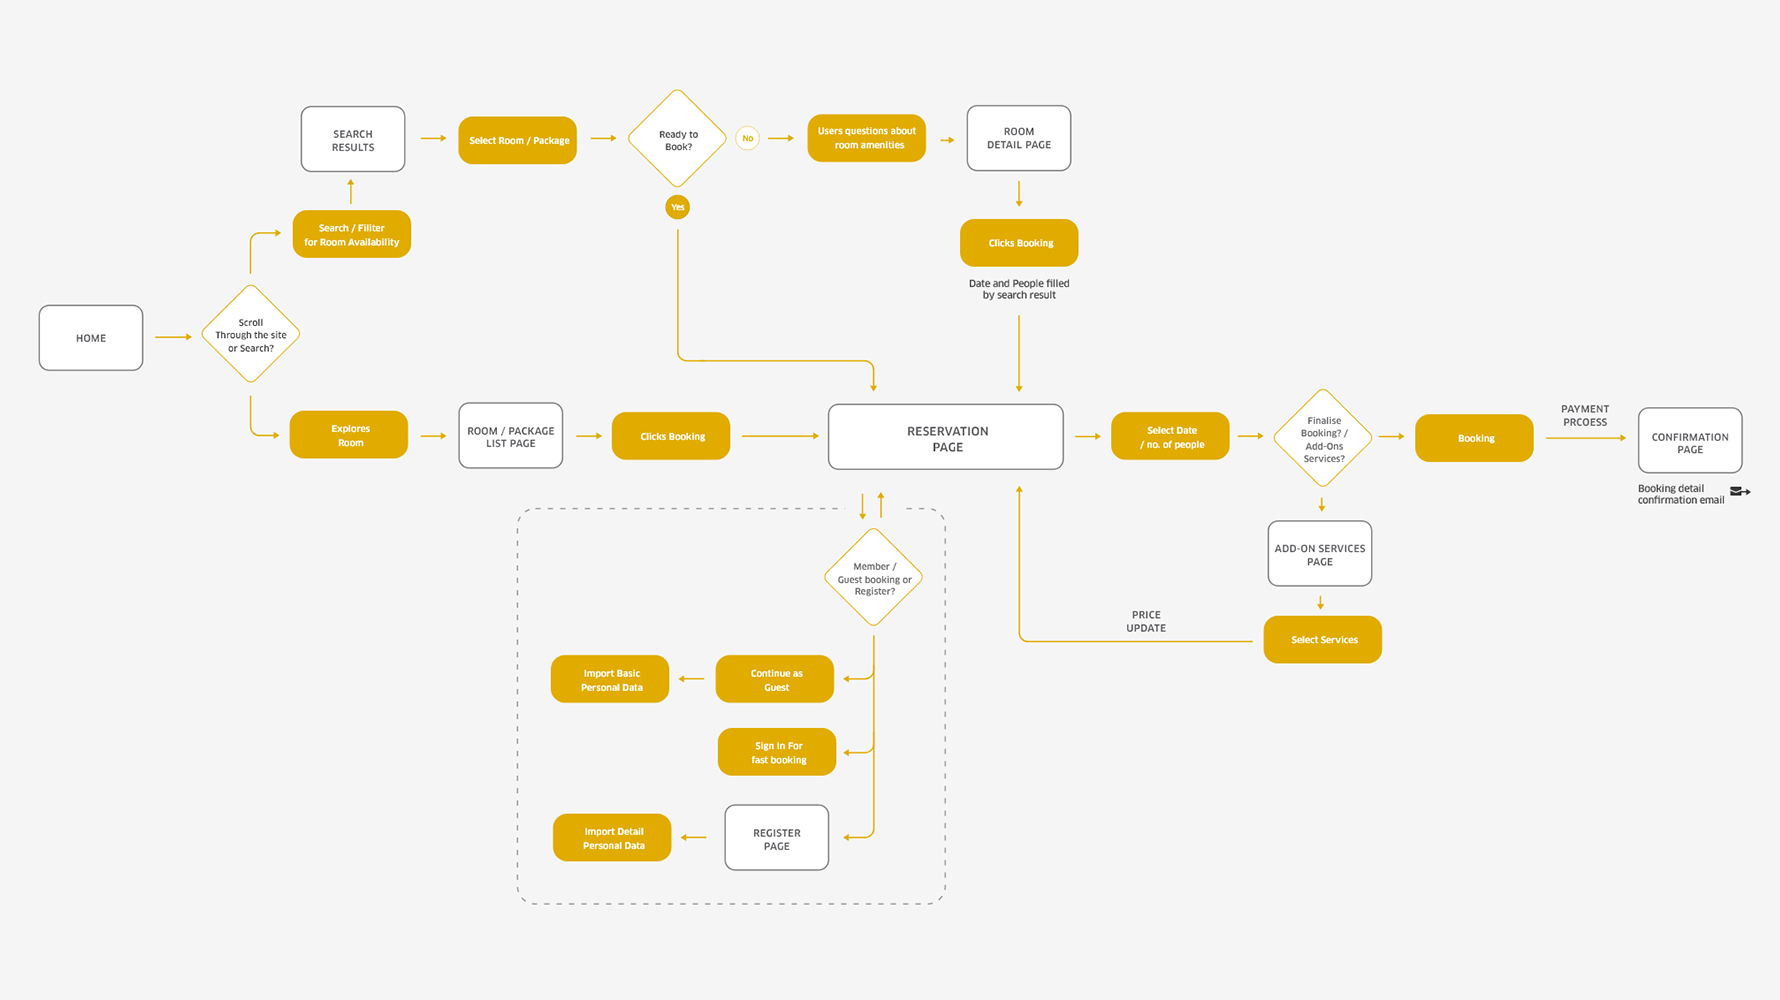 SEARCH
RESULTS
Select Room / Package
Ready to
Book?
No
Users questions about
room amenities
ROOM
DETAIL PAGE
Yes
Search / Fillter
for Room Availability
Clicks Booking
Date and People filled
by search result
HOME
Scroll
Through the site
or Search?
Explores
Room
ROOM / PACKAGE
LIST PAGE
Clicks Booking
RESERVATION
PAGE
Select Date
/ no. of people
Finalise
Booking? /
Add-Ons
Services?
Booking
PAYMENT
PRCOESS
CONFIRMATION
PAGE
Booking detail
confirmation email
ADD-ON SERVICES
PAGE
PRICE
UPDATE
Select Services
Member /
Guest booking or
Register?
Import Basic
Personal Data
Continue as
Guest
Sign In For
fast booking
Import Detail
Personal Data
REGISTER
PAGE